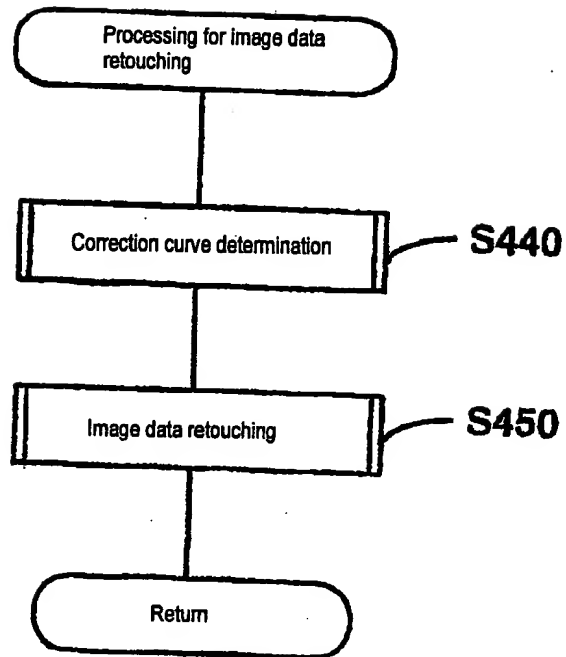 Processing for image data
retouching
Correction curve determination
S440
Image data retouching
S450
Return